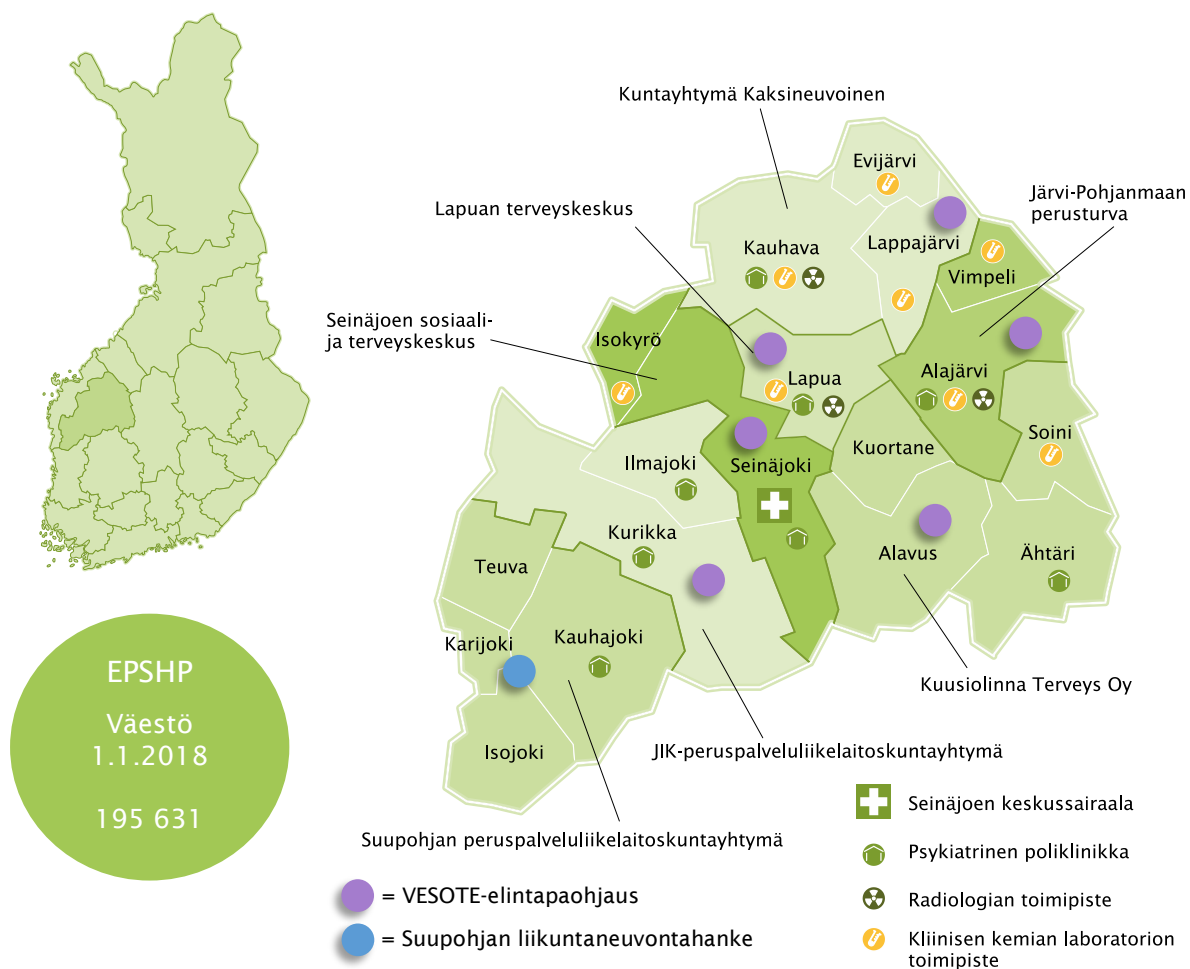 Kuntayhtymä Kaksineuvoinen
Evijärvi
Järvi-Pohjanmaan
perusturva
Lapuan terveyskeskus
Lappajärvi
Kauhava
Vimpeli
Seinäjoen sosiaali-
ja terveyskeskus
Isokyrö
Lapua
Alajärvi
Soini
Kuortane
Ilmajoki
Seinäjoki
Kurikka
Alavus
Ähtäri
Teuva
Karijoki
Kauhajoki
Isojoki
Kuusiolinna Terveys Oy
JIK-peruspalveluliikelaitoskuntayhtymä
Suupohjan peruspalveluliikelaitoskuntayhtymä
EPSHP
Väestö
1.1.2018
195 631
= VESOTE-elintapaohjaus
= Suupohjan liikuntaneuvontahanke
Seinäjoen keskussairaala
Psykiatrinen poliklinikka
Radiologian toimipiste
Kliinisen kemian laboratorion
toimipiste